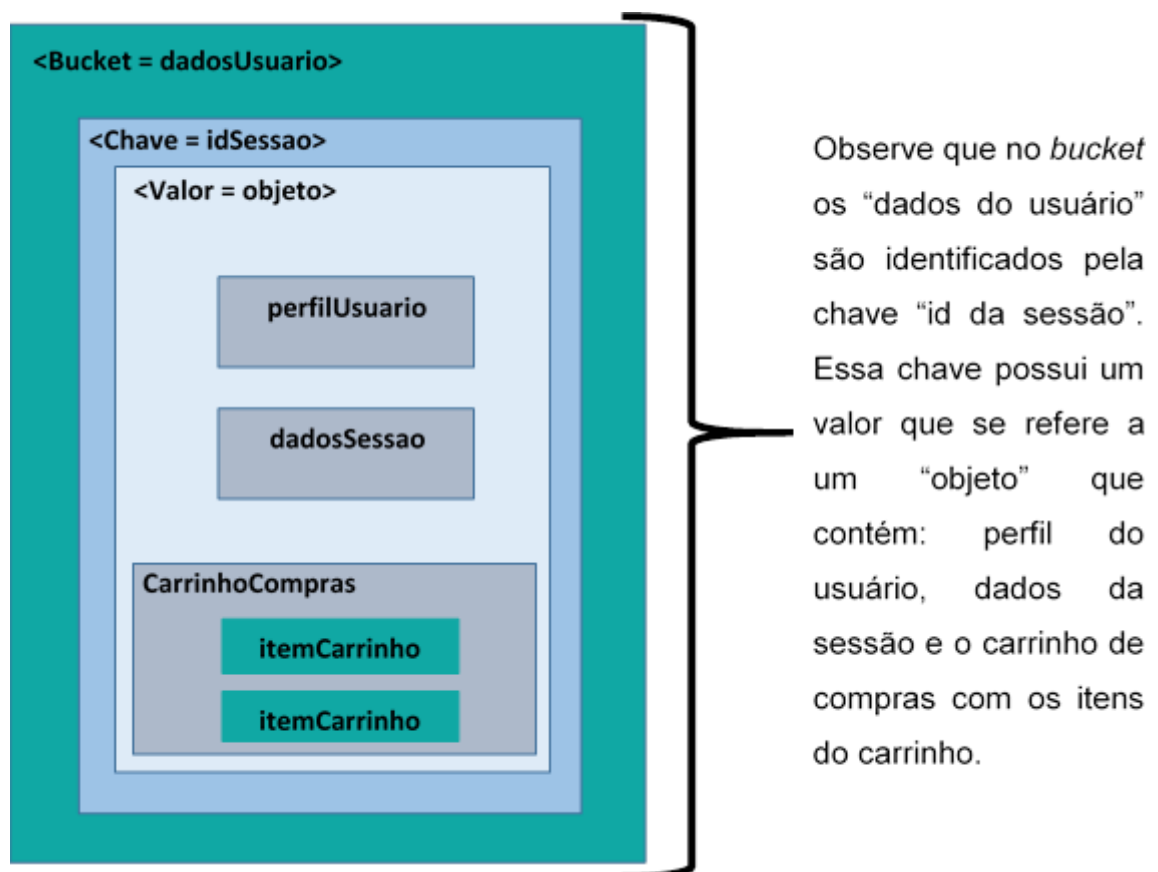 <Bucket = dadosUsuario>
<Chave = idSessao>
<Valor = objeto>
perfilUsuario
dadosSessao
CarrinhoCompras
itemCarrinho
itemCarrinho
Observe que no bucket
os “dados do usuário”
são identificados pela
chave “id da sessão”.
Essa chave possui um
valor que se refere a
um “objeto” que
contém: perfil do
usuário, dados da
sessão e o carrinho de
compras com os itens
do carrinho.